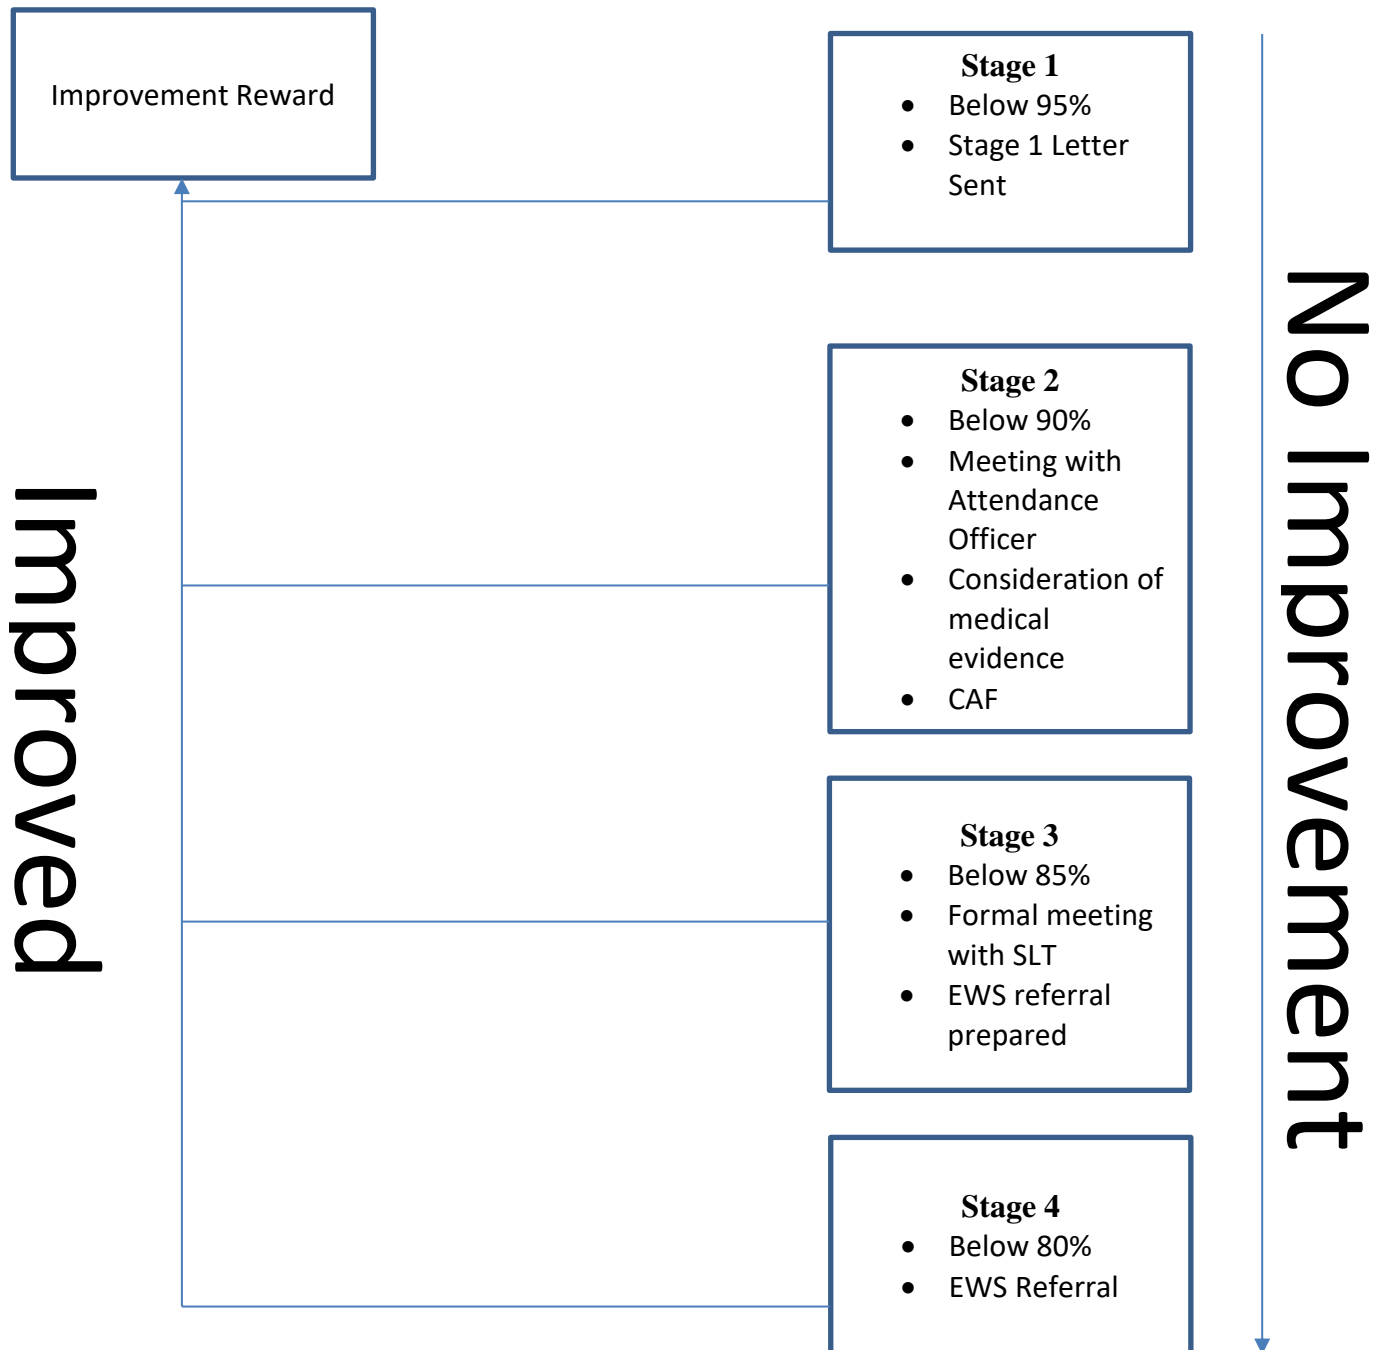 Improvement Reward
Stage 1
• Below 95%
• Stage 1 Letter
Sent
Stage 2
• Below 90%
• Meeting with
Attendance
Officer
• Consideration of
medical
evidence
• CAF
Stage 3
• Below 85%
• Formal meeting
with SLT
• EWS referral
prepared
Stage 4
• Below 80%
• EWS Referral
Improved
No Improvement